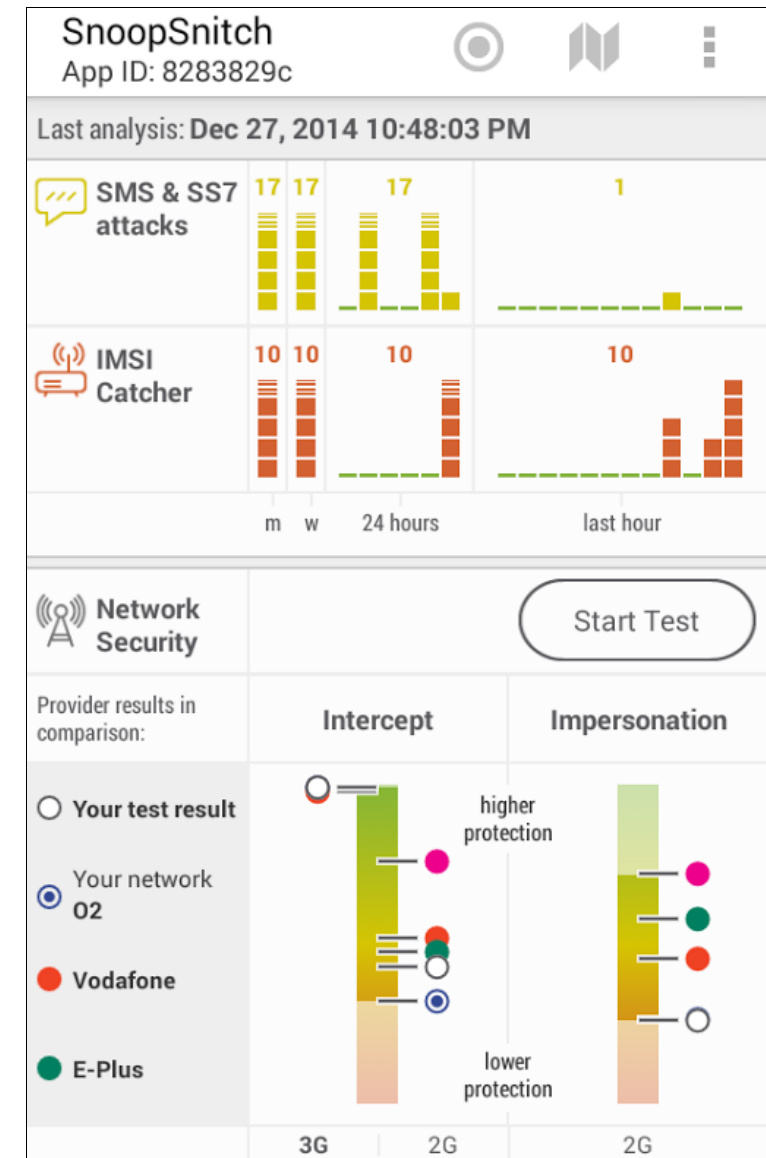 SnoopSnitch
App ID: 8283829c
Last analysis: Dec 27, 2014 10:48:03 PM
SMS & SS7
attacks
17 17 17 1
IMSI
Catcher
10 10 10 10
m w 24 hours last hour
Network
Security
Start Test
Provider results in
comparison:
Intercept
Impersonation
higher
protection
Your test result
Your network
O2
Vodafone
E-Plus
lower
protection
3G 2G 2G